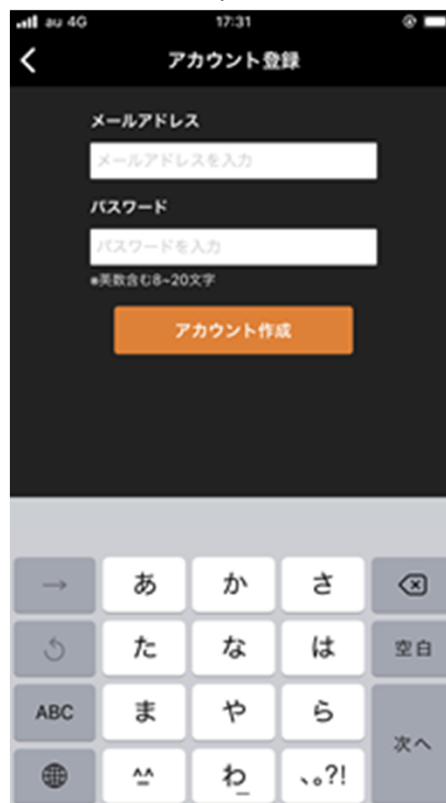 au 4G 17:31
アカウント登録
メールアドレス
メールアドレスを入力
パスワード
パスワードを入力
※英数含む8~20文字
アカウント作成
→ あ か さ
た な は 空白
ABC ま や ら 次へ
^^ わ_ 、。?!